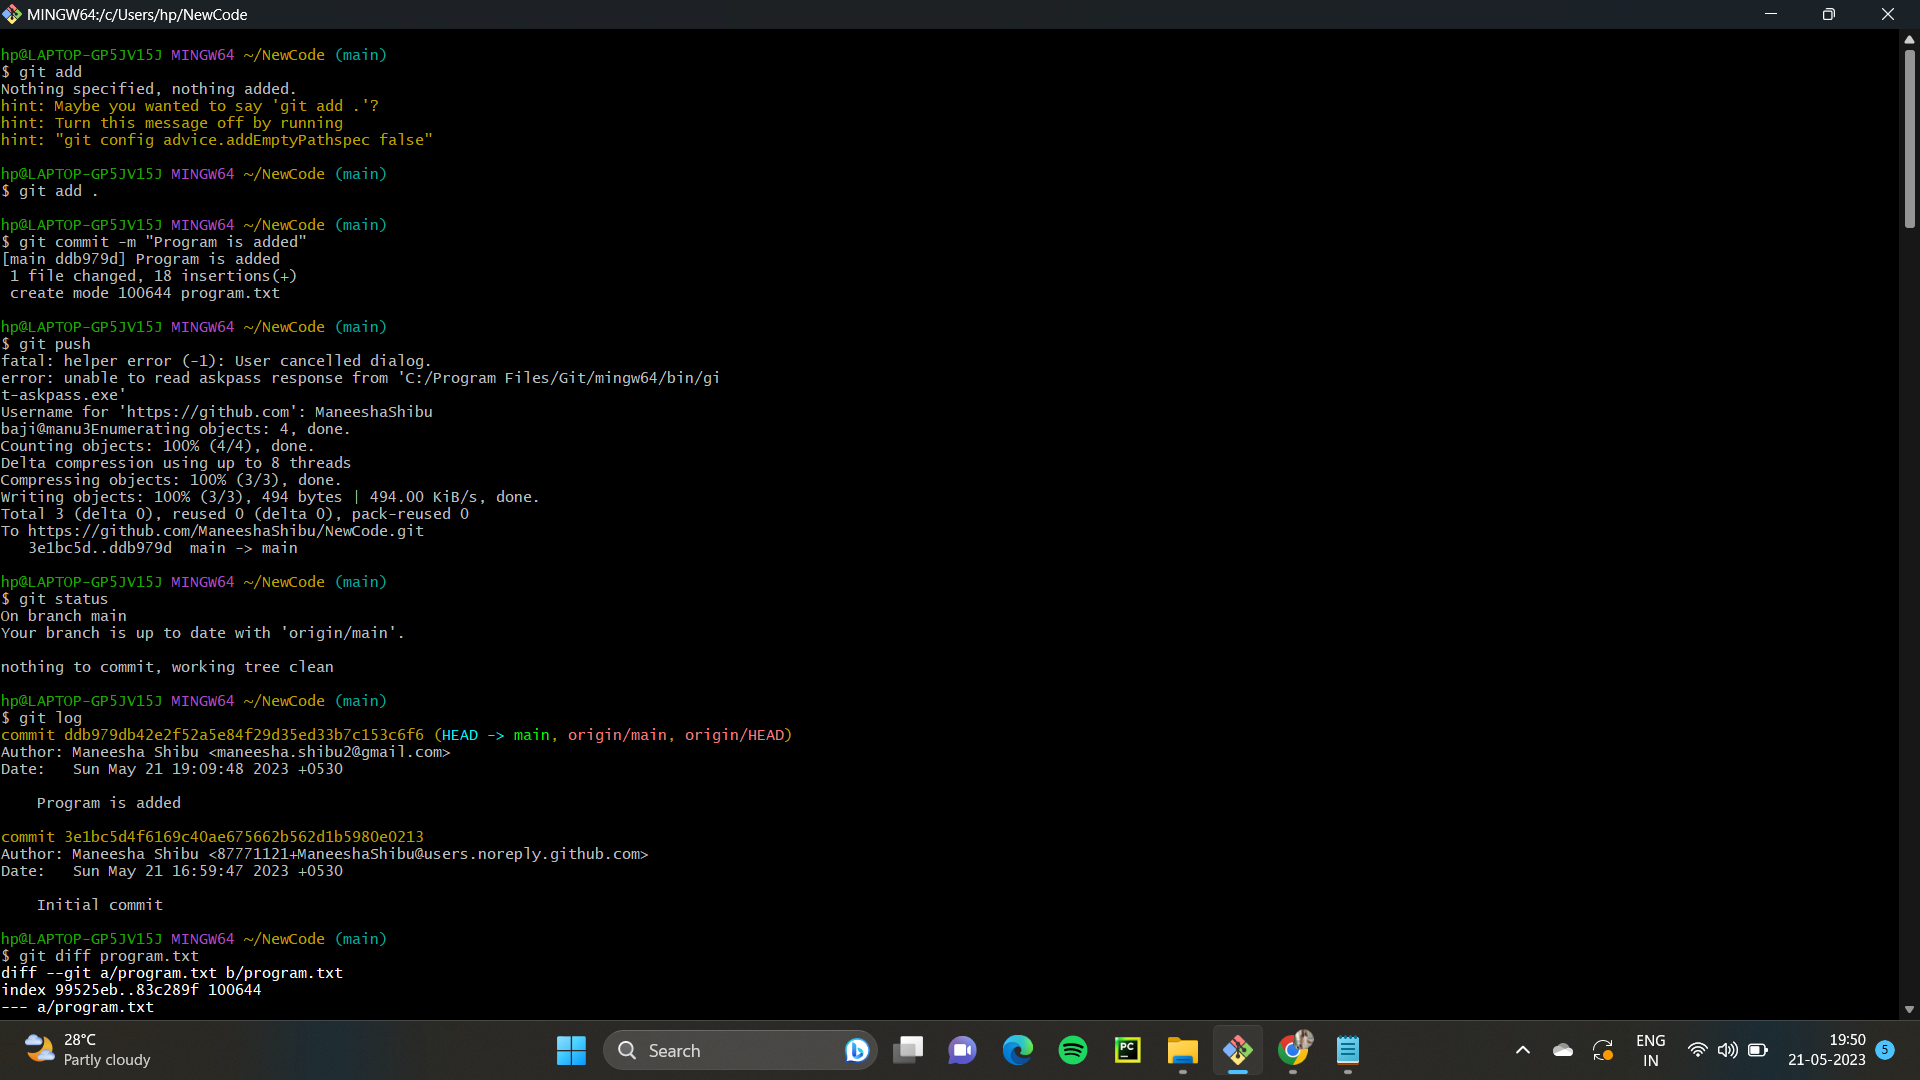 MINGW64:/c/Users/hp/NewCode
hp@LAPTOP-GP5JV15J MINGW64 ~/NewCode (main)
$ git add
Nothing specified, nothing added.
hint: Maybe you wanted to say 'git add .'?
hint: Turn this message off by running
hint: "git config advice.addEmptyPathspec false"
hp@LAPTOP-GP5JV15J MINGW64 ~/NewCode (main)
$ git add .
hp@LAPTOP-GP5JV15J MINGW64 ~/NewCode (main)
$ git commit -m "Program is added"
[main ddb979d] Program is added
 1 file changed, 18 insertions(+)
 create mode 100644 program.txt
hp@LAPTOP-GP5JV15J MINGW64 ~/NewCode (main)
$ git push
fatal: helper error (-1): User cancelled dialog.
error: unable to read askpass response from 'C:/Program Files/Git/mingw64/bin/gi
t-askpass.exe'
Username for 'https://github.com': ManeeshaShibu
baji@manu3Enumerating objects: 4, done.
Counting objects: 100% (4/4), done.
Delta compression using up to 8 threads
Compressing objects: 100% (3/3), done.
Writing objects: 100% (3/3), 494 bytes | 494.00 KiB/s, done.
Total 3 (delta 0), reused 0 (delta 0), pack-reused 0
To https://github.com/ManeeshaShibu/NewCode.git
   3e1bc5d..ddb979d  main -> main
hp@LAPTOP-GP5JV15J MINGW64 ~/NewCode (main)
$ git status
On branch main
Your branch is up to date with 'origin/main'.
nothing to commit, working tree clean
hp@LAPTOP-GP5JV15J MINGW64 ~/NewCode (main)
$ git log
commit ddb979db42e2f52a5e84f29d35ed33b7c153c6f6 (HEAD -> main, origin/main, origin/HEAD)
Author: Maneesha Shibu <maneesha.shibu2@gmail.com>
Date:   Sun May 21 19:09:48 2023 +0530
    Program is added
commit 3e1bc5d4f6169c40ae675662b562d1b5980e0213
Author: Maneesha Shibu <87771121+ManeeshaShibu@users.noreply.github.com>
Date:   Sun May 21 16:59:47 2023 +0530
    Initial commit
hp@LAPTOP-GP5JV15J MINGW64 ~/NewCode (main)
$ git diff program.txt
diff --git a/program.txt b/program.txt
index 99525eb..83c289f 100644
--- a/program.txt
28°C
Partly cloudy
Search
PC
ENG
IN
19:50
21-05-2023
5